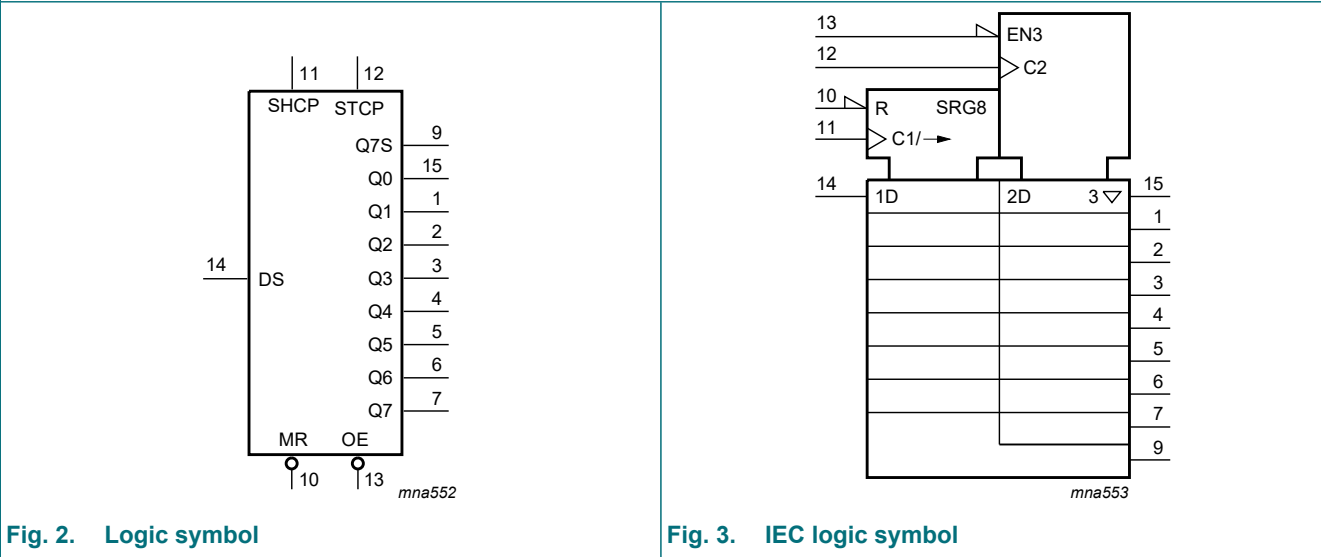 11 12
SHCP STCP
Q7S 9
Q0 15
Q1 1
Q2 2
Q3 3
14 DS
Q4 4
Q5 5
Q6 6
Q7 7
MR OE
10 13
mna552
Fig. 2. Logic symbol
13 EN3
12 C2
10 R SRG8
11 C1/
14 1D 2D 3 15
1
2
3
4
5
6
7
9
mna553
Fig. 3. IEC logic symbol